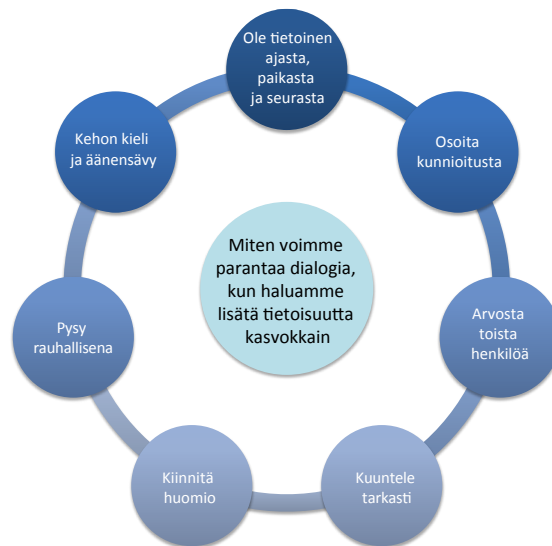 Ole tietoinen
ajasta,
paikasta
ja seurasta
Osoita
kunnioitusta
Arvosta
toista
henkilöä
Kuuntele
tarkasti
Kiinnitä
huomio
Pysy
rauhallisena
Kehon kieli
ja äänensävy
Miten voimme
parantaa dialogia,
kun haluamme
lisätä tietoisuutta
kasvokkain